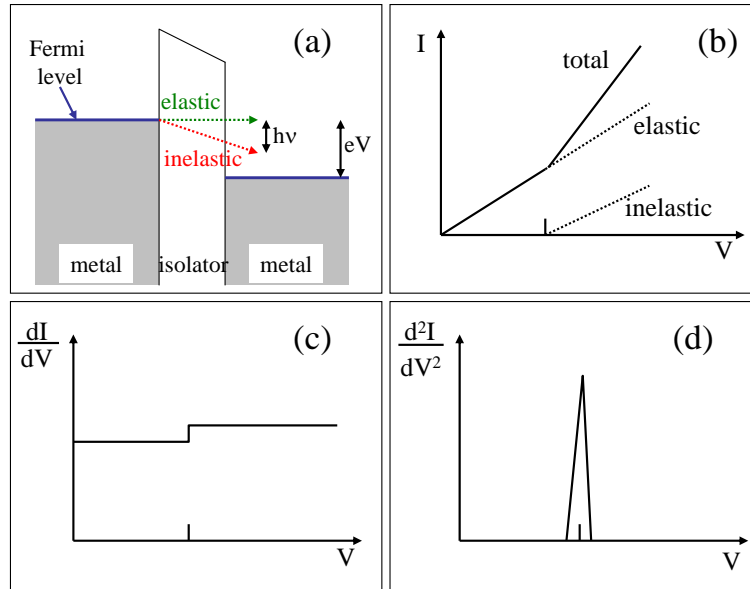 (a)
Fermi
level
elastic
hν
eV
inelastic
metal
isolator
metal
(b)
I
total
elastic
inelastic
V
(c)
dI
dV
V
(d)
d²I
dV²
V